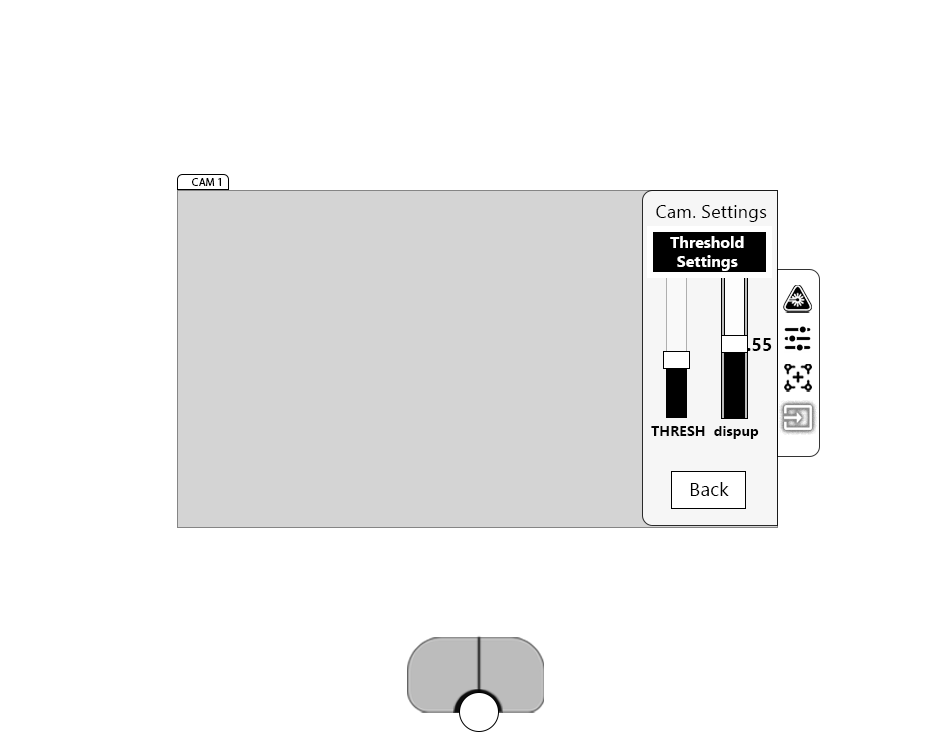 CAM 1
Cam. Settings
Threshold
Settings
.55
THRESH dispup
Back